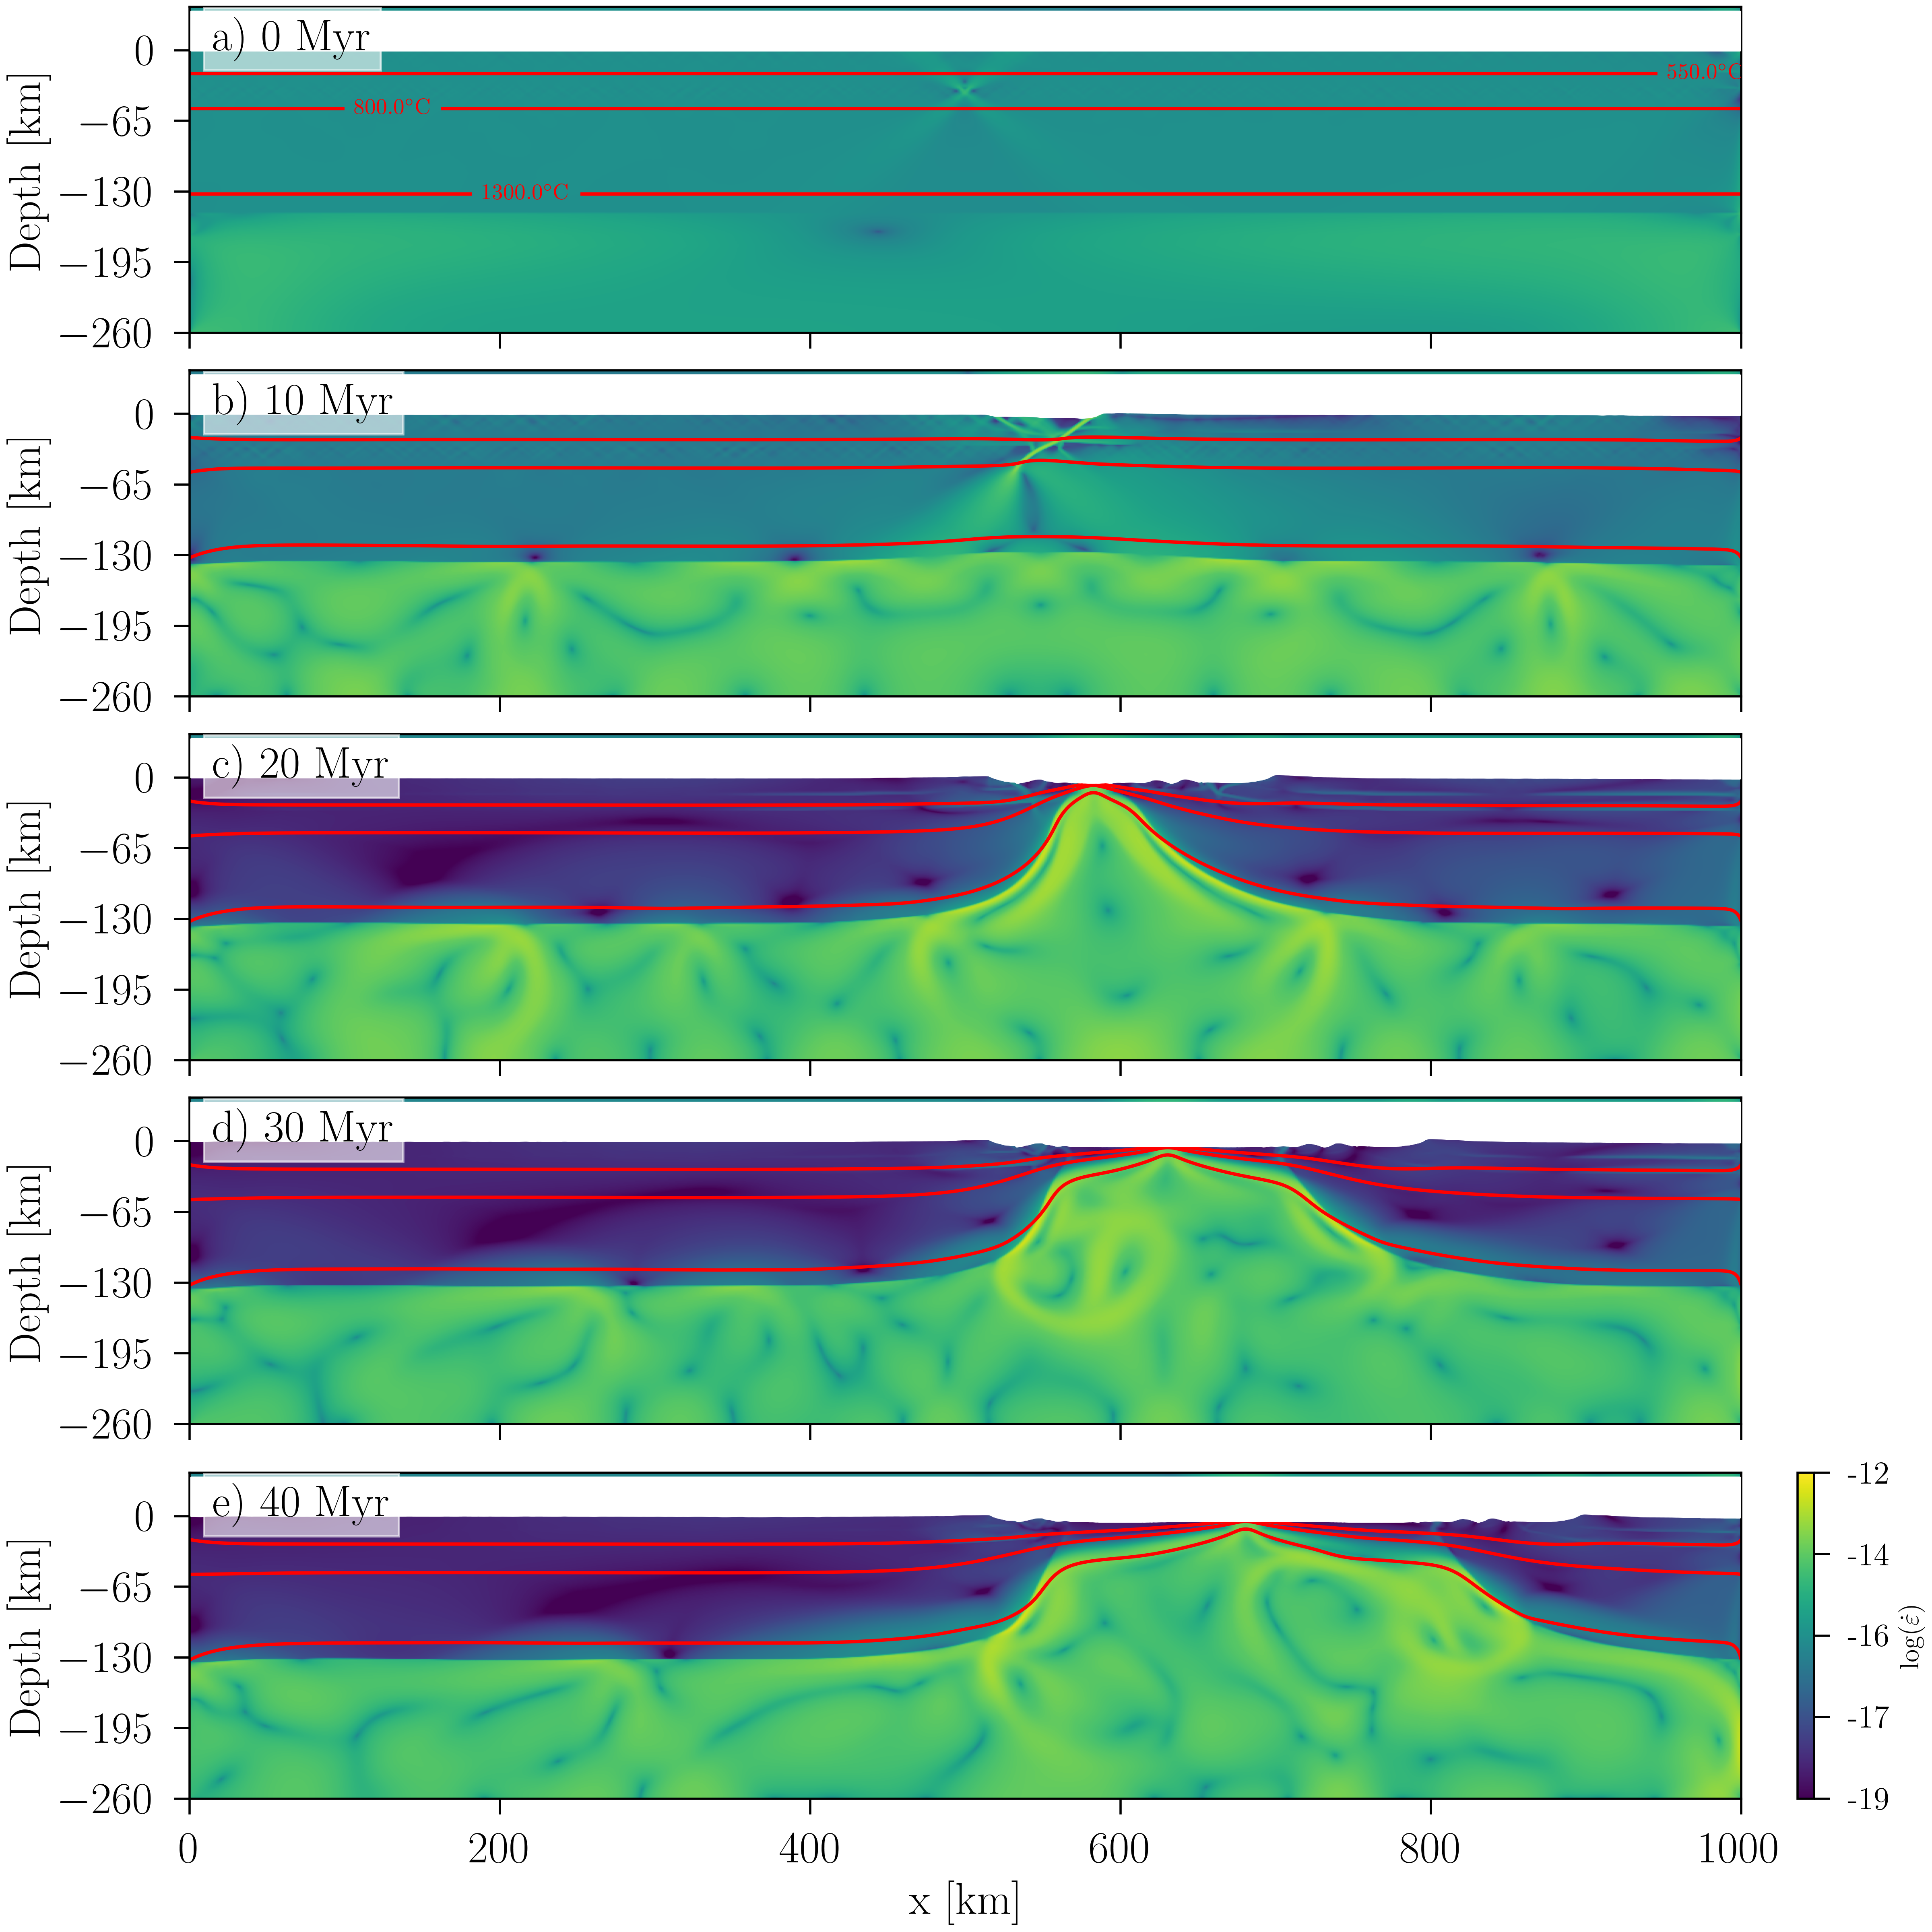 a) 0 Myr
0
−65
−130
−195
−260
Depth [km]
550.0°C
800.0°C
1300.0°C
b) 10 Myr
0
−65
−130
−195
−260
Depth [km]
c) 20 Myr
0
−65
−130
−195
−260
Depth [km]
d) 30 Myr
0
−65
−130
−195
−260
Depth [km]
e) 40 Myr
0
−65
−130
−195
−260
Depth [km]
0 200 400 600 800 1000
x [km]
-12
-14
-16
-17
-19
log(ε̇)